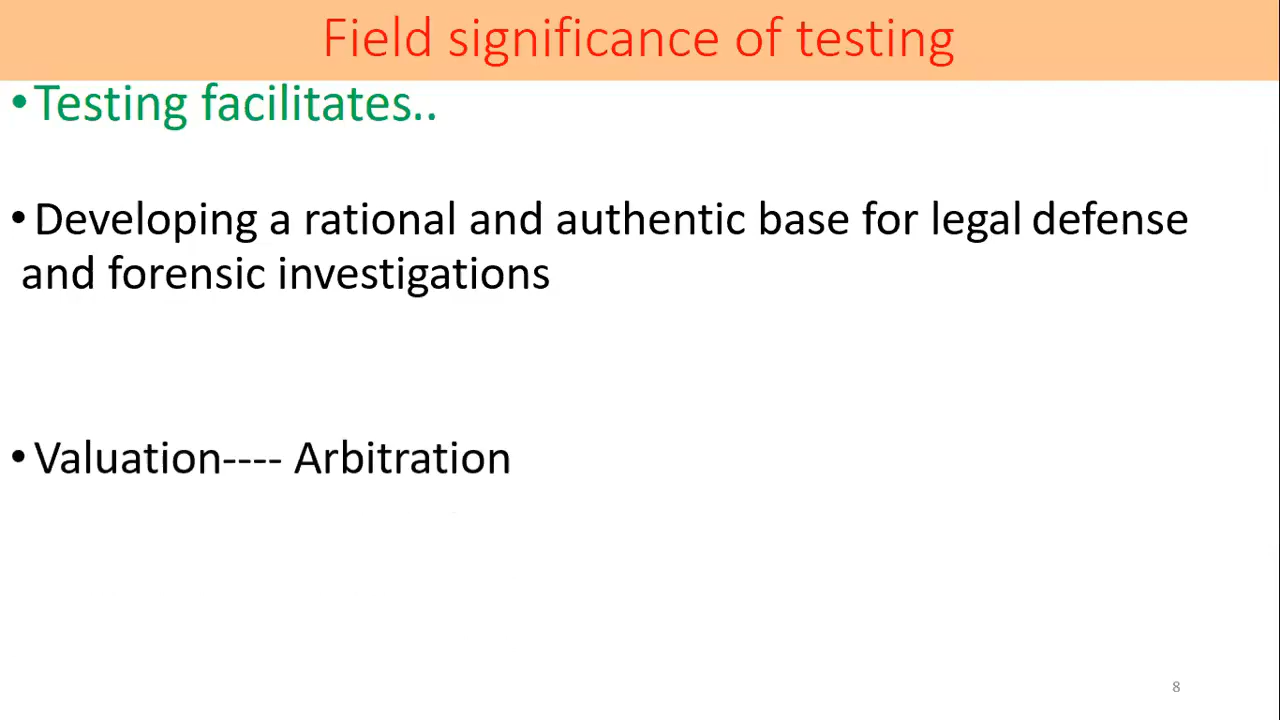 Field significance of testing
•Testing facilitates..
•Developing a rational and authentic base for legal defense
and forensic investigations
•Valuation---- Arbitration
8